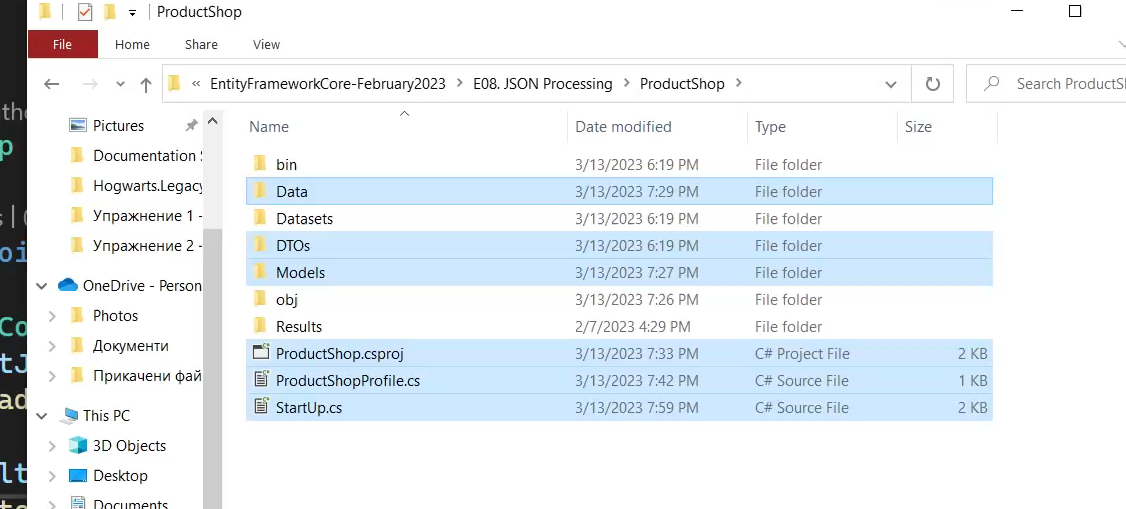 ProductShop
File Home Share View
« EntityFrameworkCore-February2023 > E08. JSON Processing > ProductShop > Search ProductSh
Name Date modified Type Size
Pictures
Documentation
Hogwarts.Legacy
Упражнение 1 -
Упражнение 2 -
OneDrive - Person
Photos
Документи
Прикачени фай
This PC
3D Objects
Desktop
Documents
bin 3/13/2023 6:19 PM File folder
Data 3/13/2023 7:29 PM File folder
Datasets 3/13/2023 6:19 PM File folder
DTOs 3/13/2023 6:19 PM File folder
Models 3/13/2023 7:27 PM File folder
obj 3/13/2023 7:26 PM File folder
Results 2/7/2023 4:29 PM File folder
ProductShop.csproj 3/13/2023 7:33 PM C# Project File 2 KB
ProductShopProfile.cs 3/13/2023 7:42 PM C# Source File 1 KB
StartUp.cs 3/13/2023 7:59 PM C# Source File 2 KB